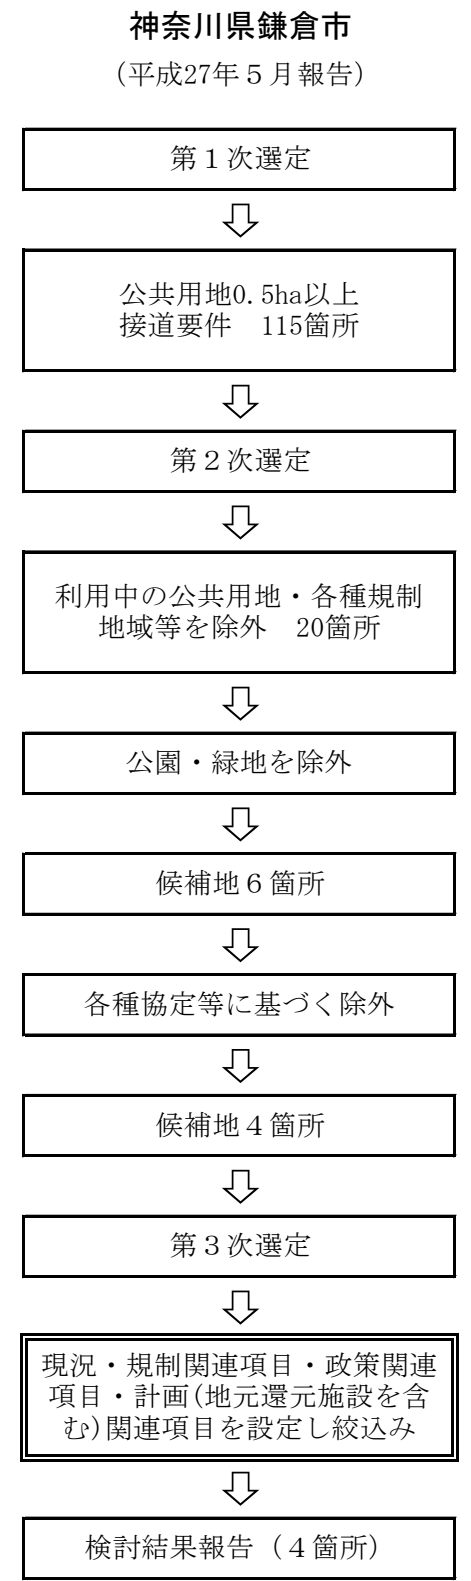 神奈川県鎌倉市
（平成27年５月報告）
第１次選定
公共用地0.5ha以上
接道要件　115箇所
第２次選定
利用中の公共用地・各種規制
地域等を除外　20箇所
公園・緑地を除外
候補地６箇所
各種協定等に基づく除外
候補地４箇所
第３次選定
現況・規制関連項目・政策関連
項目・計画(地元還元施設を含
む)関連項目を設定し絞込み
検討結果報告（４箇所）